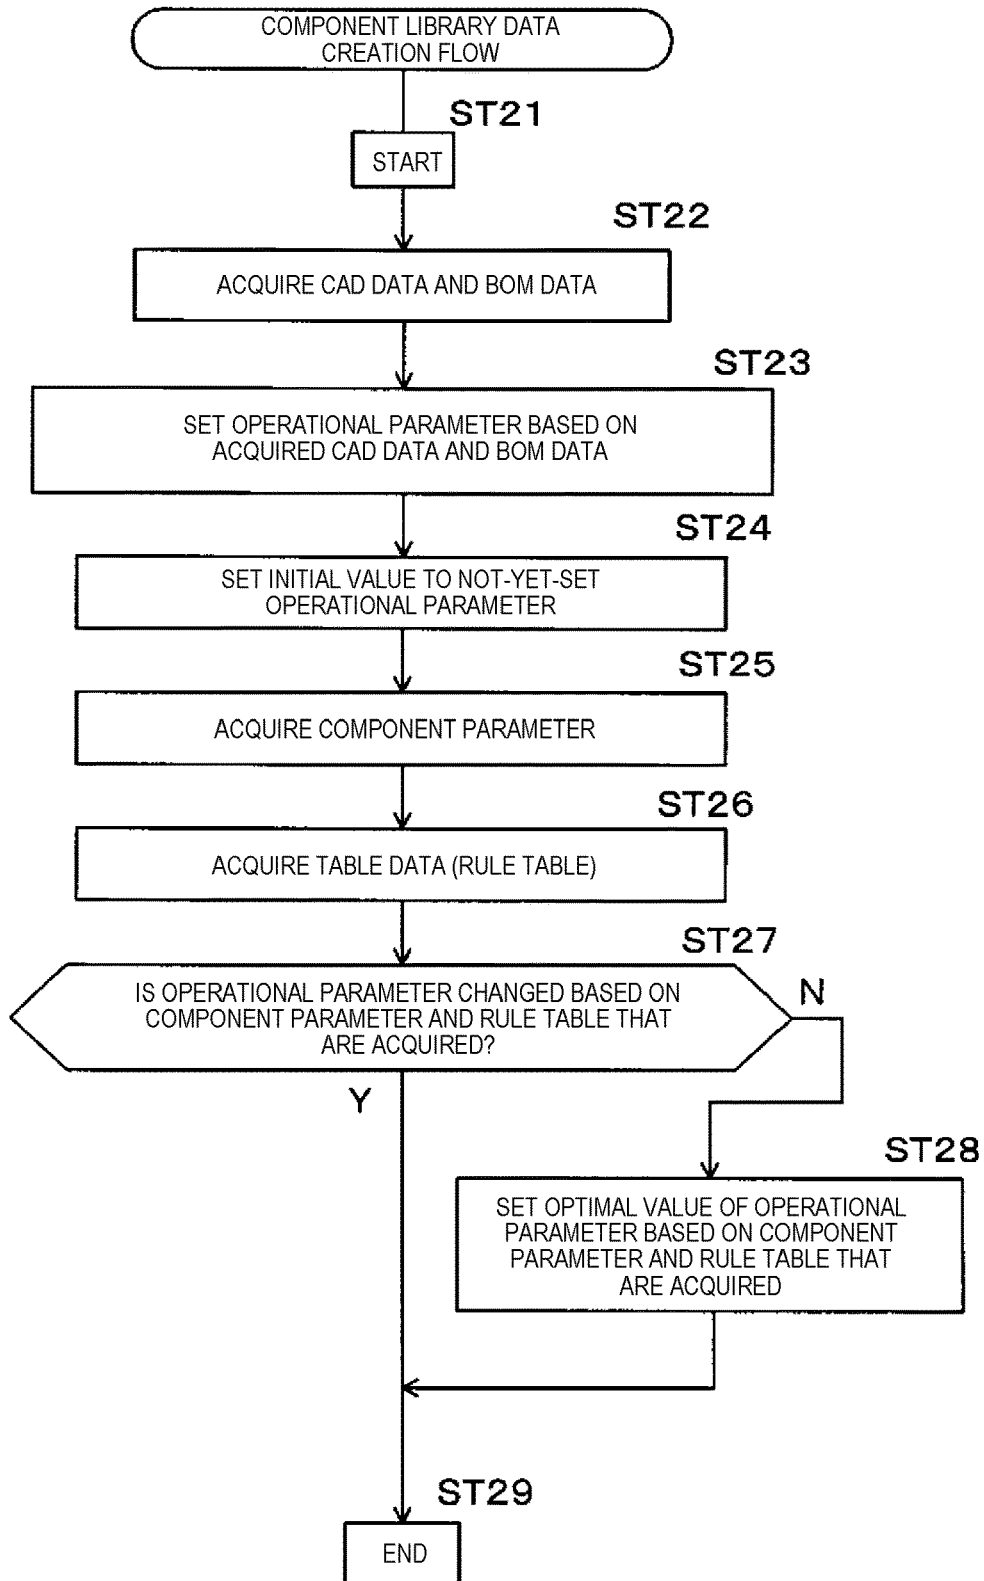 COMPONENT LIBRARY DATA
CREATION FLOW
ST21
START
ST22
ACQUIRE CAD DATA AND BOM DATA
ST23
SET OPERATIONAL PARAMETER BASED ON
ACQUIRED CAD DATA AND BOM DATA
ST24
SET INITIAL VALUE TO NOT-YET-SET
OPERATIONAL PARAMETER
ST25
ACQUIRE COMPONENT PARAMETER
ST26
ACQUIRE TABLE DATA (RULE TABLE)
ST27
IS OPERATIONAL PARAMETER CHANGED BASED ON
COMPONENT PARAMETER AND RULE TABLE THAT
ARE ACQUIRED?
N
Y
ST28
SET OPTIMAL VALUE OF OPERATIONAL
PARAMETER BASED ON COMPONENT
PARAMETER AND RULE TABLE THAT
ARE ACQUIRED
ST29
END